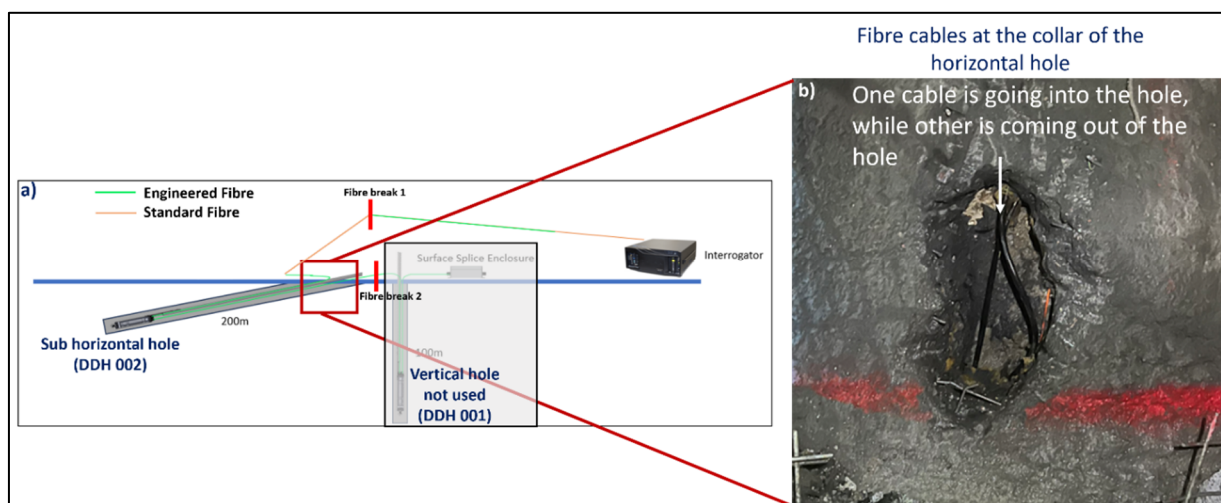 Fibre cables at the collar of the
horizontal hole
a)
Engineered Fibre
Standard Fibre
Fibre break 1
Surface Splice Enclosure
Interrogator
Fibre break 2
200m
Sub horizontal hole
(DDH 002)
100m
Vertical hole
not used
(DDH 001)
b)
One cable is going into the hole,
while other is coming out of the
hole